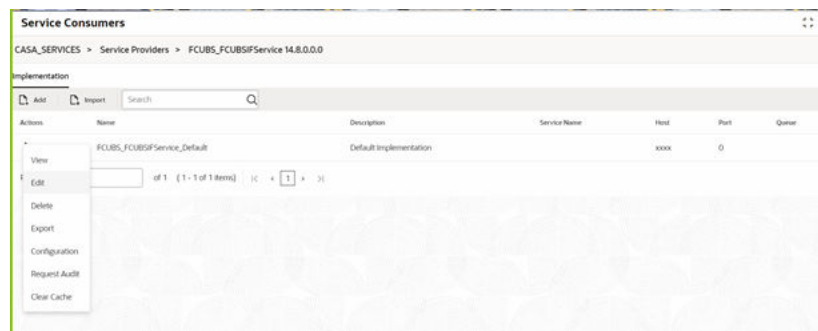 Service Consumers
CASA_SERVICES > Service Providers > FCUBS_FCUBSIFService 14.8.0.0.0
Implementation
Add Import Search
Actions Name Description Service Name Host Port Queue
FCUBS_FCUBSIFService_Default Default Implementation xxxx 0
View
of 1 (1 - 1 of 1 items) 1
Edit
Delete
Export
Configuration
Request Audit
Clear Cache